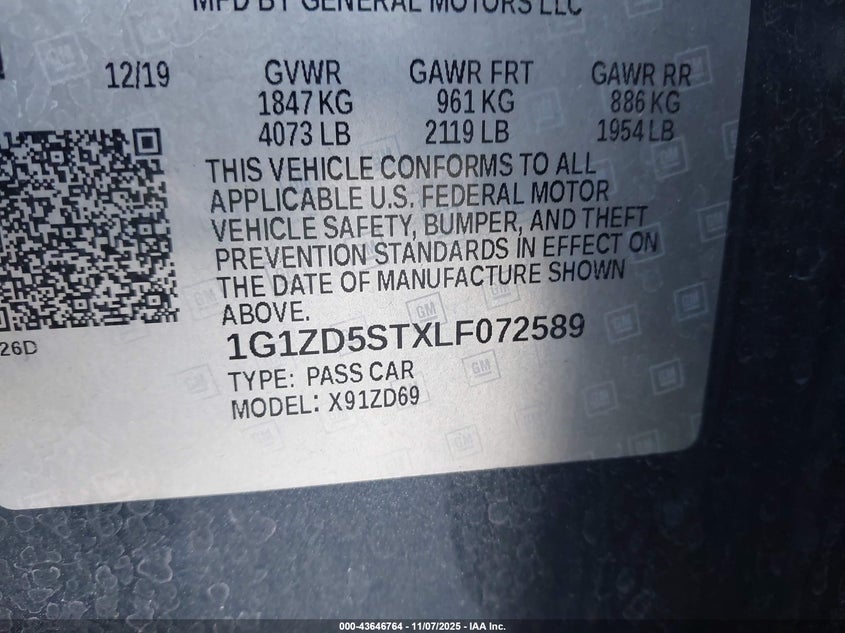 MFD BY GENERAL MOTORS LLC
12/19 GVWR GAWR FRT GAWR RR
1847 KG 961 KG 886 KG
4073 LB 2119 LB 1954 LB
THIS VEHICLE CONFORMS TO ALL
APPLICABLE U.S. FEDERAL MOTOR
VEHICLE SAFETY, BUMPER, AND THEFT
PREVENTION STANDARDS IN EFFECT ON
THE DATE OF MANUFACTURE SHOWN
ABOVE.
26D
1G1ZD5STXLF072589
TYPE: PASS CAR
MODEL: X91ZD69
GM
000-43646764 - 11/07/2025 - IAA Inc.